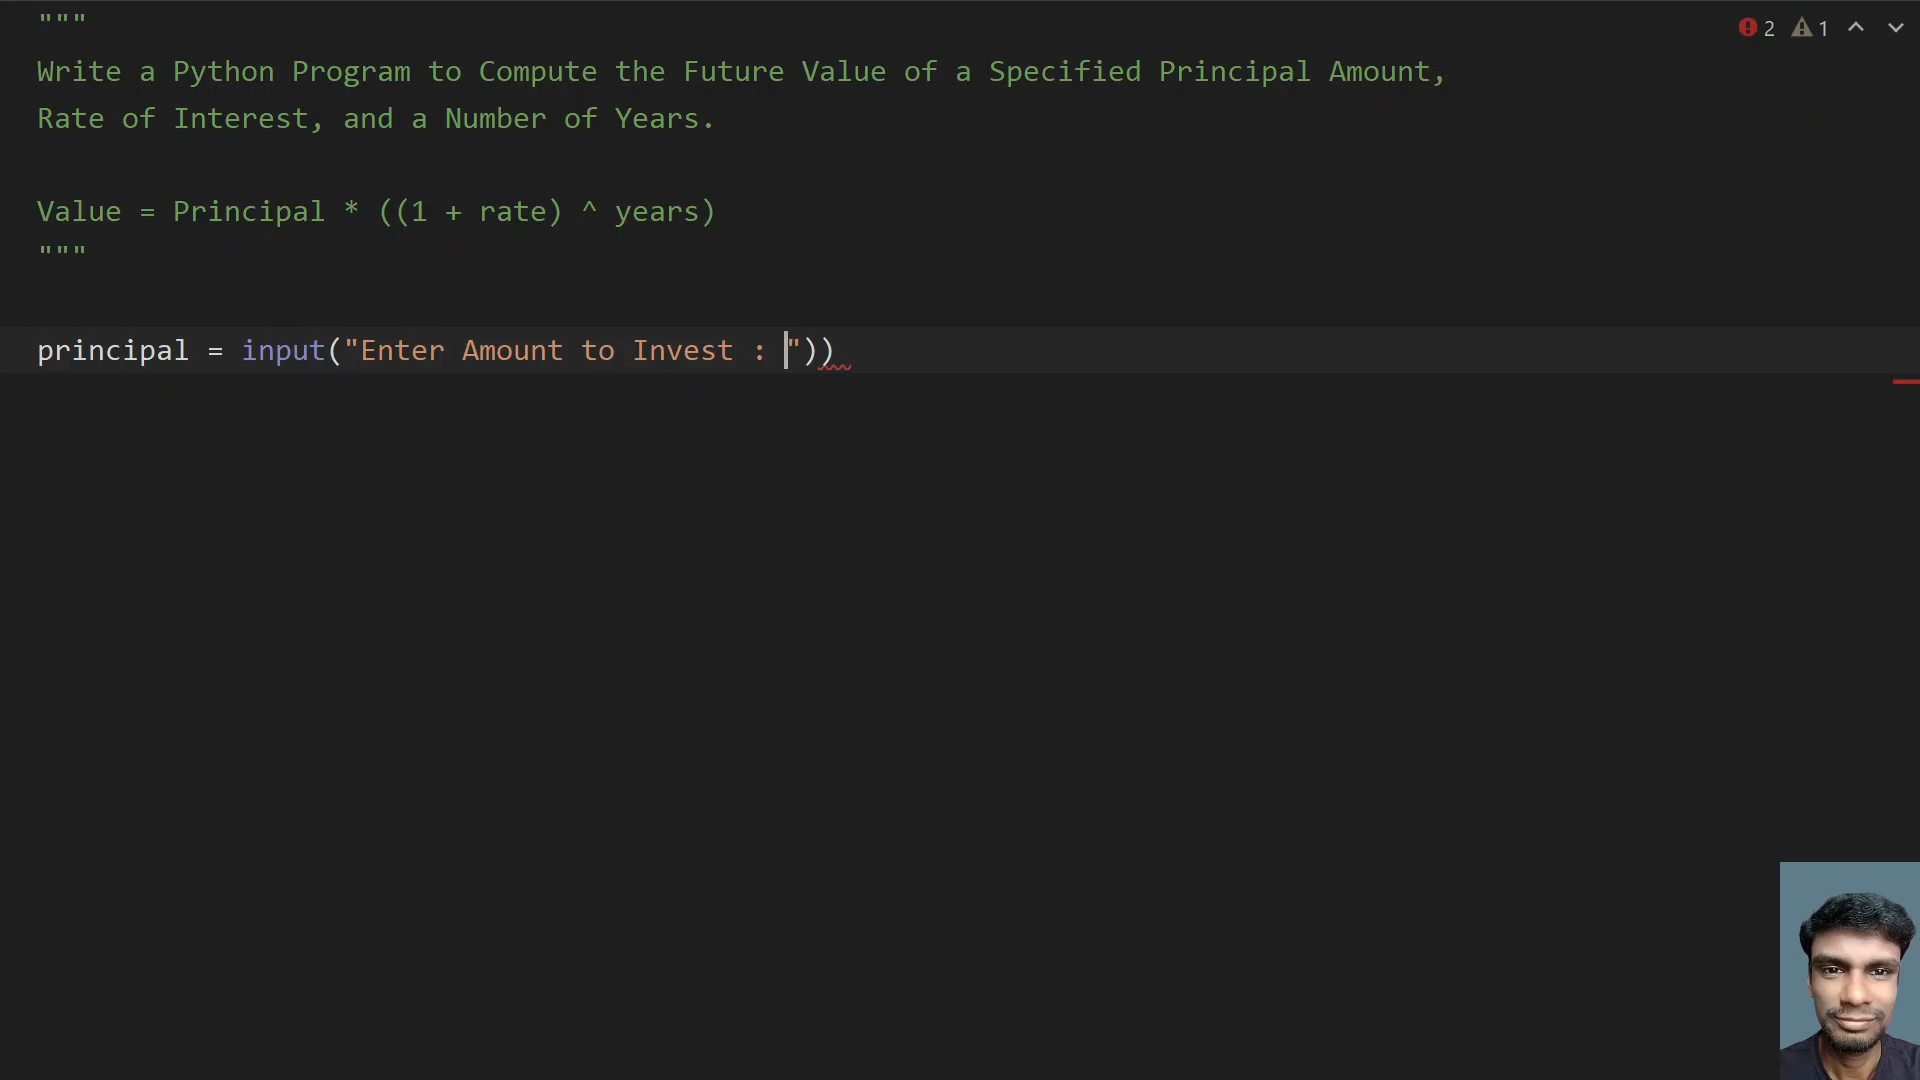 """
Write a Python Program to Compute the Future Value of a Specified Principal Amount,
Rate of Interest, and a Number of Years.
Value = Principal * ((1 + rate) ^ years)
"""
principal = input("Enter Amount to Invest : "))
2 1